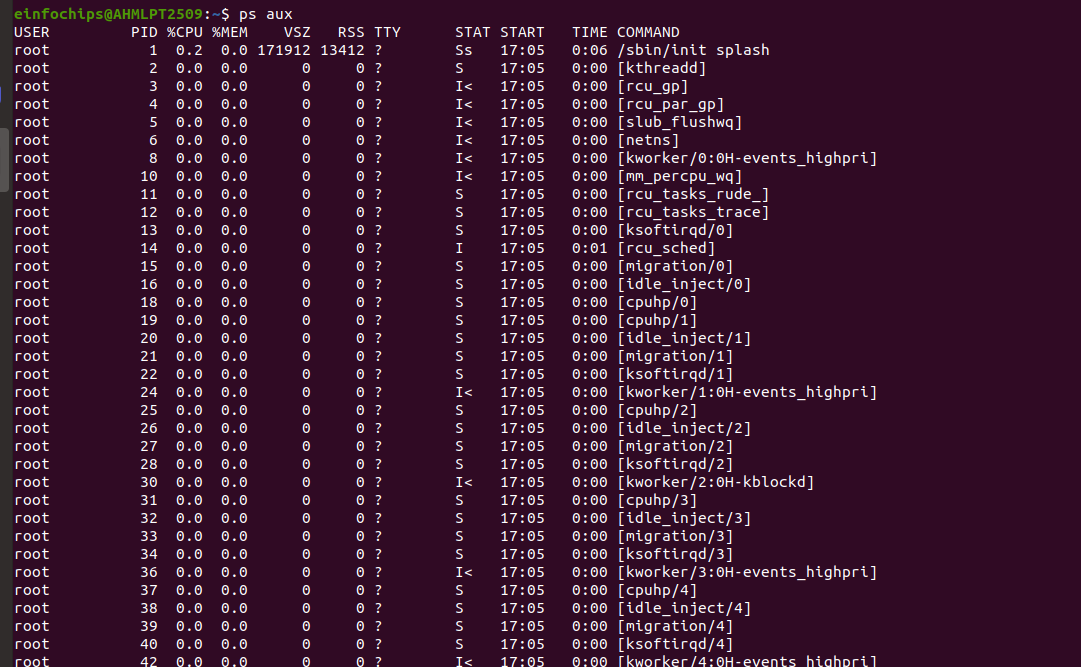 einfochips@AHMLPT2509:~$ ps aux
USER         PID %CPU %MEM    VSZ   RSS TTY      STAT START   TIME COMMAND
root           1  0.2  0.0 171912 13412 ?        Ss   17:05   0:06 /sbin/init splash
root           2  0.0  0.0      0     0 ?        S    17:05   0:00 [kthreadd]
root           3  0.0  0.0      0     0 ?        I<   17:05   0:00 [rcu_gp]
root           4  0.0  0.0      0     0 ?        I<   17:05   0:00 [rcu_par_gp]
root           5  0.0  0.0      0     0 ?        I<   17:05   0:00 [slub_flushwq]
root           6  0.0  0.0      0     0 ?        I<   17:05   0:00 [netns]
root           8  0.0  0.0      0     0 ?        I<   17:05   0:00 [kworker/0:0H-events_highpri]
root          10  0.0  0.0      0     0 ?        I<   17:05   0:00 [mm_percpu_wq]
root          11  0.0  0.0      0     0 ?        S    17:05   0:00 [rcu_tasks_rude_]
root          12  0.0  0.0      0     0 ?        S    17:05   0:00 [rcu_tasks_trace]
root          13  0.0  0.0      0     0 ?        S    17:05   0:00 [ksoftirqd/0]
root          14  0.0  0.0      0     0 ?        I    17:05   0:01 [rcu_sched]
root          15  0.0  0.0      0     0 ?        S    17:05   0:00 [migration/0]
root          16  0.0  0.0      0     0 ?        S    17:05   0:00 [idle_inject/0]
root          18  0.0  0.0      0     0 ?        S    17:05   0:00 [cpuhp/0]
root          19  0.0  0.0      0     0 ?        S    17:05   0:00 [cpuhp/1]
root          20  0.0  0.0      0     0 ?        S    17:05   0:00 [idle_inject/1]
root          21  0.0  0.0      0     0 ?        S    17:05   0:00 [migration/1]
root          22  0.0  0.0      0     0 ?        S    17:05   0:00 [ksoftirqd/1]
root          24  0.0  0.0      0     0 ?        I<   17:05   0:00 [kworker/1:0H-events_highpri]
root          25  0.0  0.0      0     0 ?        S    17:05   0:00 [cpuhp/2]
root          26  0.0  0.0      0     0 ?        S    17:05   0:00 [idle_inject/2]
root          27  0.0  0.0      0     0 ?        S    17:05   0:00 [migration/2]
root          28  0.0  0.0      0     0 ?        S    17:05   0:00 [ksoftirqd/2]
root          30  0.0  0.0      0     0 ?        I<   17:05   0:00 [kworker/2:0H-kblockd]
root          31  0.0  0.0      0     0 ?        S    17:05   0:00 [cpuhp/3]
root          32  0.0  0.0      0     0 ?        S    17:05   0:00 [idle_inject/3]
root          33  0.0  0.0      0     0 ?        S    17:05   0:00 [migration/3]
root          34  0.0  0.0      0     0 ?        S    17:05   0:00 [ksoftirqd/3]
root          36  0.0  0.0      0     0 ?        I<   17:05   0:00 [kworker/3:0H-events_highpri]
root          37  0.0  0.0      0     0 ?        S    17:05   0:00 [cpuhp/4]
root          38  0.0  0.0      0     0 ?        S    17:05   0:00 [idle_inject/4]
root          39  0.0  0.0      0     0 ?        S    17:05   0:00 [migration/4]
root          40  0.0  0.0      0     0 ?        S    17:05   0:00 [ksoftirqd/4]
root          42  0.0  0.0      0     0 ?        I<   17:05   0:00 [kworker/4:0H-events_highpri]